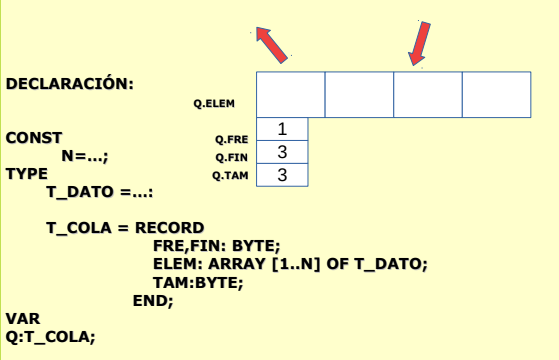 DECLARACIÓN:
Q.ELEM
Q.FRE 1
CONST
N=...;
Q.FIN 3
TYPE
Q.TAM 3
T_DATO =...:
T_COLA = RECORD
FRE,FIN: BYTE;
ELEM: ARRAY [1..N] OF T_DATO;
TAM:BYTE;
END;
VAR
Q:T_COLA;